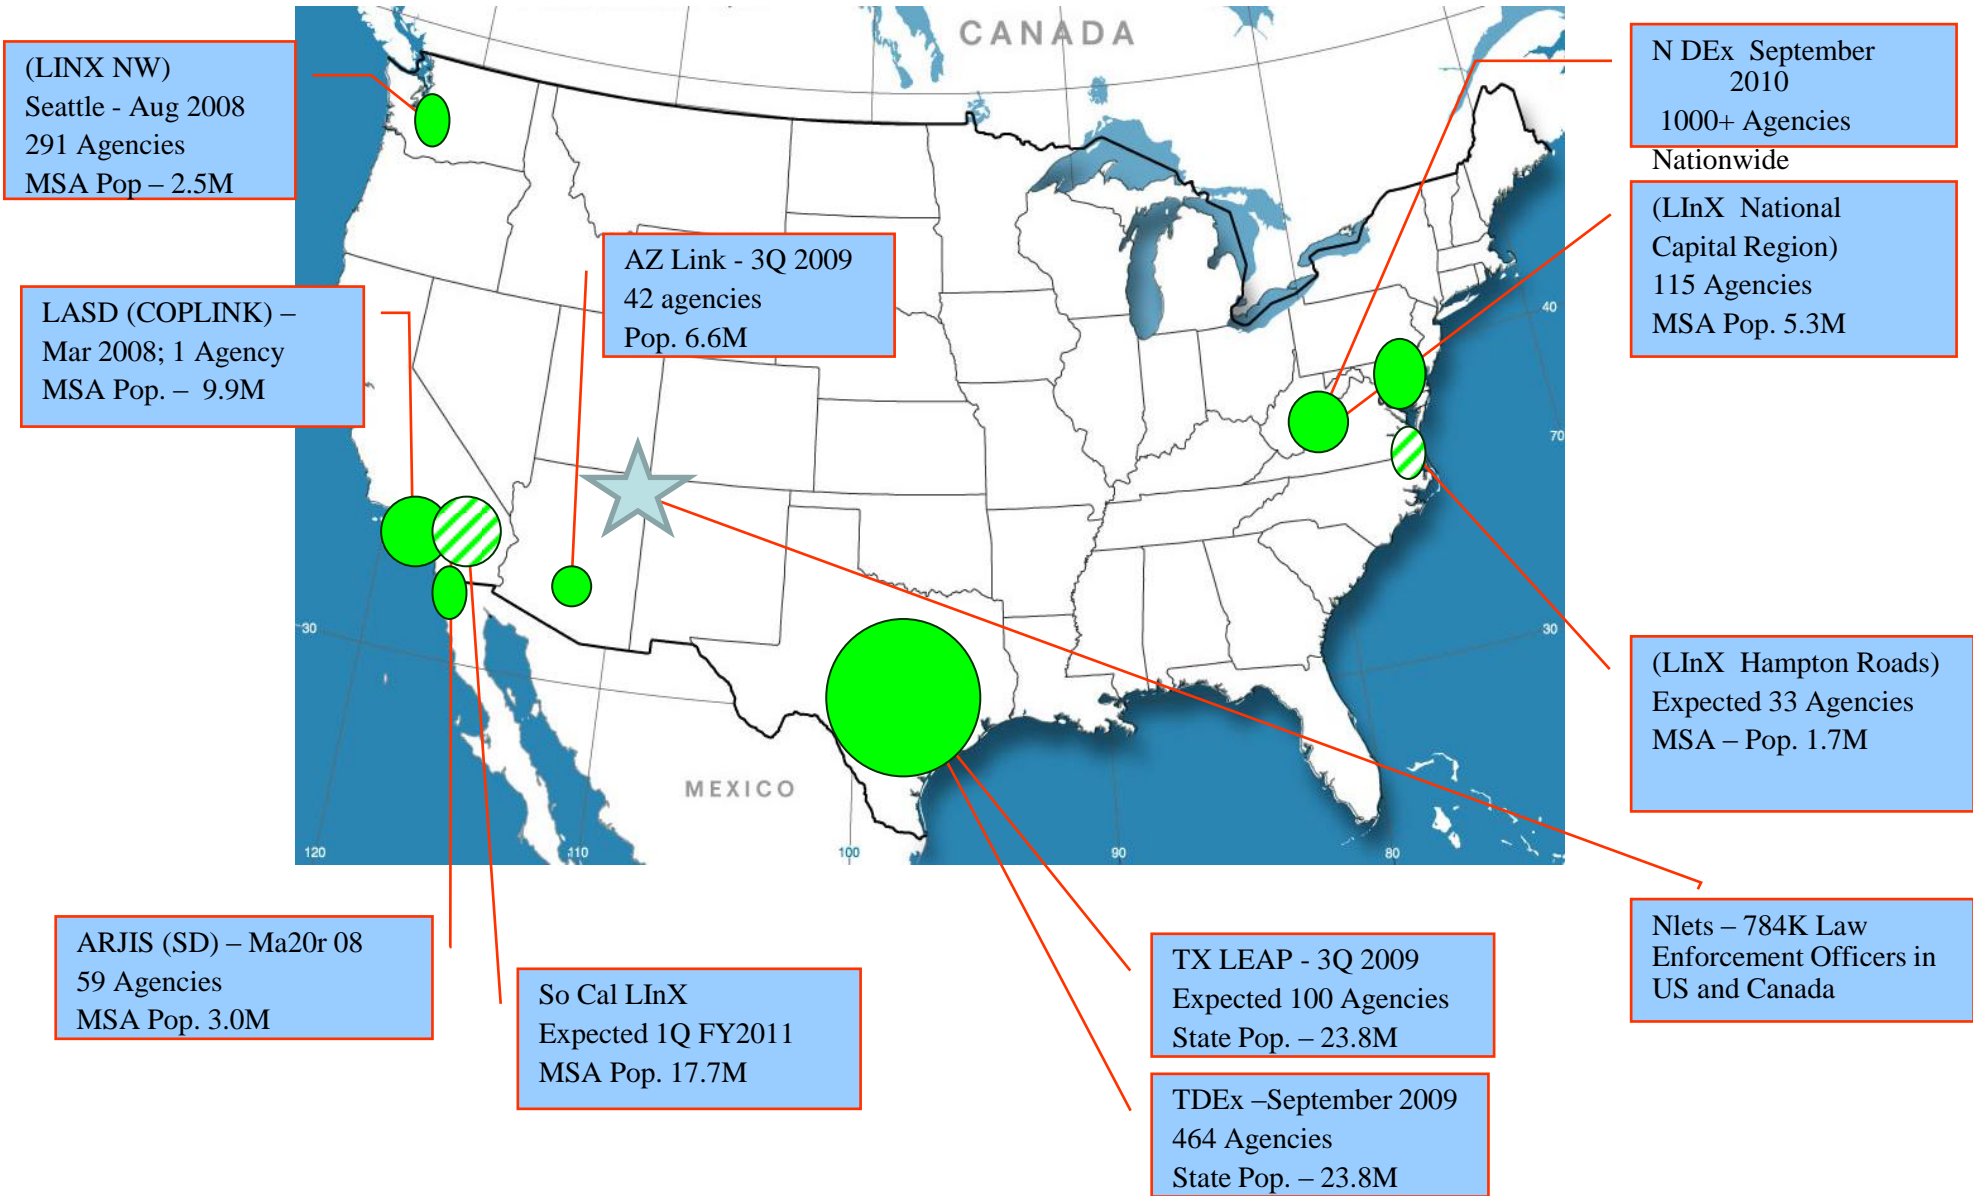 CANADA
(LINX NW)
Seattle - Aug 2008
291 Agencies
MSA Pop – 2.5M
N DEx  September
2010
1000+ Agencies
Nationwide
(LInX  National
Capital Region)
115 Agencies
MSA Pop. 5.3M
AZ Link - 3Q 2009
42 agencies
Pop. 6.6M
LASD (COPLINK) –
Mar 2008; 1 Agency
MSA Pop. –  9.9M
40
70
30
30
(LInX  Hampton Roads)
Expected 33 Agencies
MSA – Pop. 1.7M
MEXICO
120
110
100
90
80
Nlets – 784K Law
Enforcement Officers in
US and Canada
ARJIS (SD) – Ma20r 08
59 Agencies
MSA Pop. 3.0M
So Cal LInX
Expected 1Q FY2011
MSA Pop. 17.7M
TX LEAP - 3Q 2009
Expected 100 Agencies
State Pop. – 23.8M
TDEx –September 2009
464 Agencies
State Pop. – 23.8M